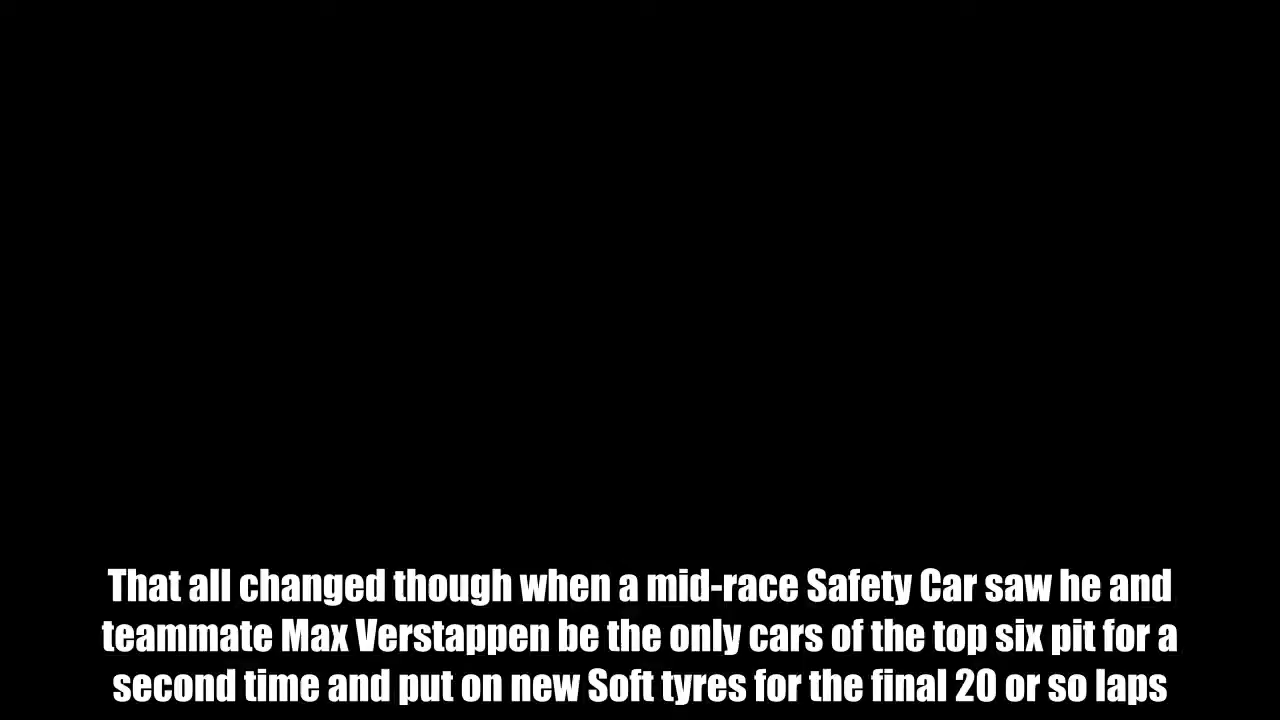 That all changed though when a mid-race Safety Car saw he and
teammate Max Verstappen be the only cars of the top six pit for a
second time and put on new Soft tyres for the final 20 or so laps